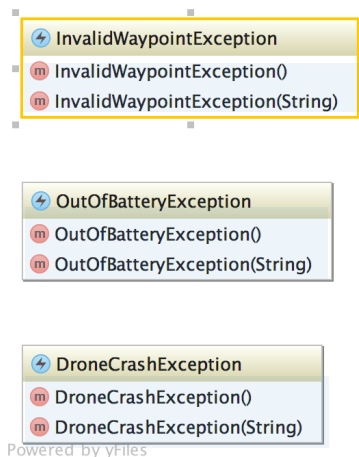 InvalidWaypointException
m InvalidWaypointException()
m InvalidWaypointException(String)
OutOfBatteryException
m OutOfBatteryException()
m OutOfBatteryException(String)
DroneCrashException
m DroneCrashException()
m DroneCrashException(String)
Powered by yFiles